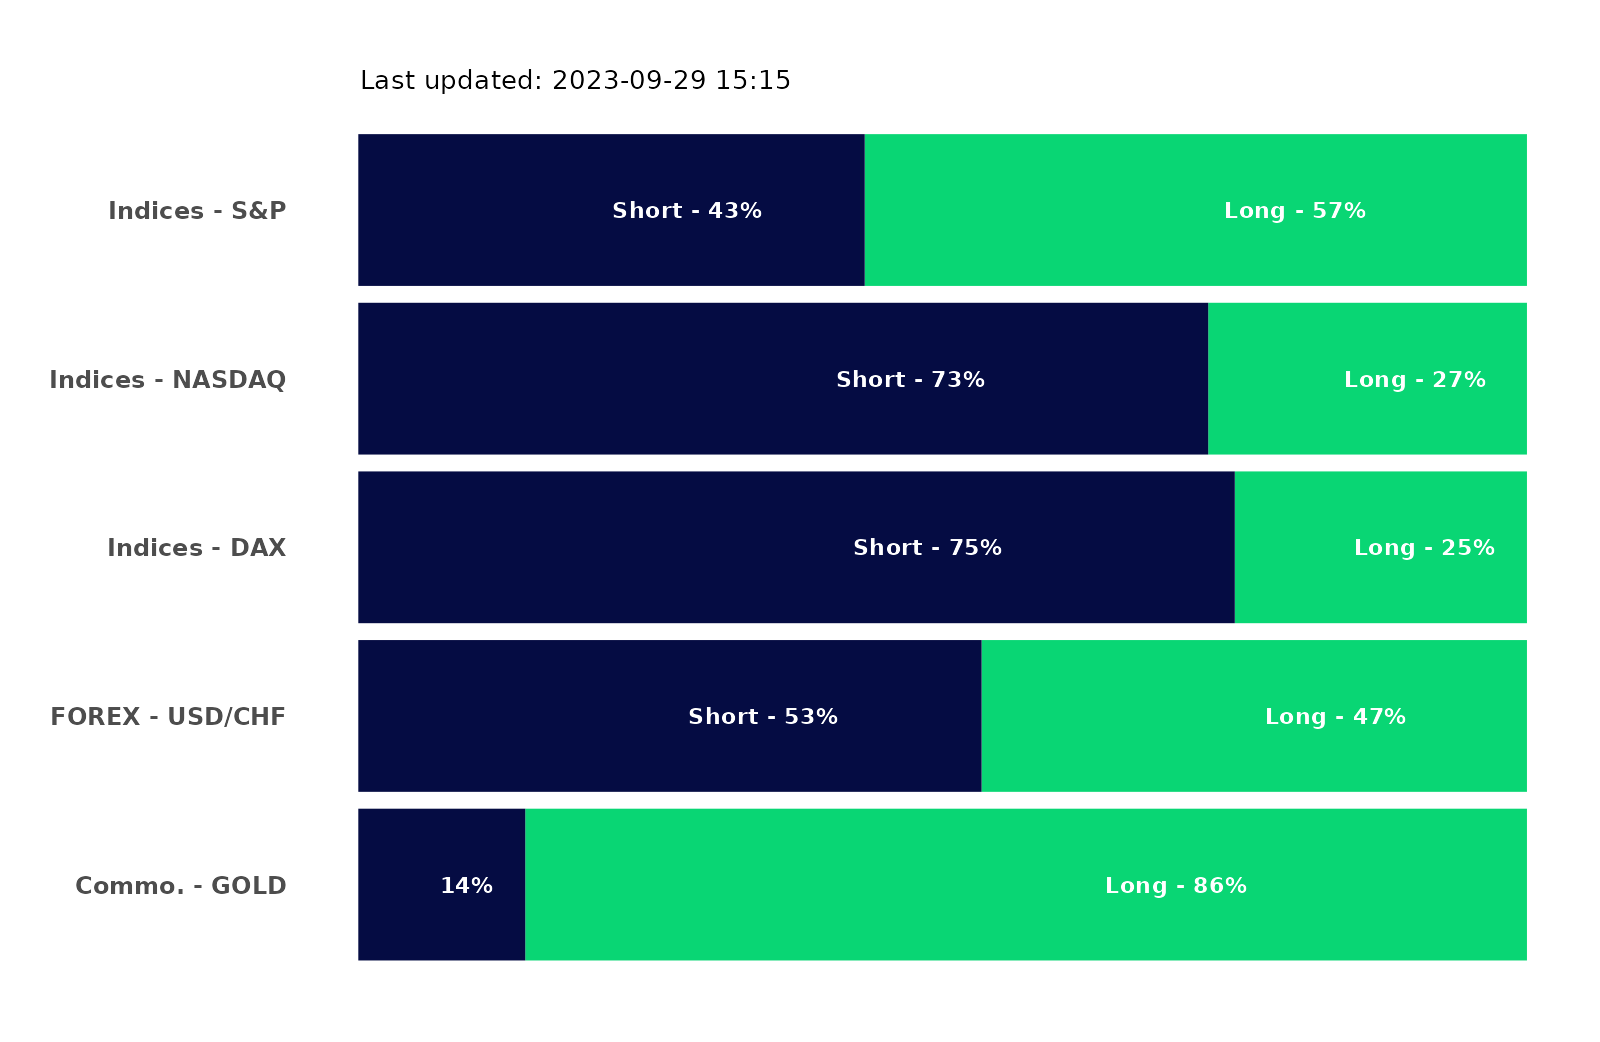 Last updated: 2023-09-29 15:15
Indices - S&P Short - 43% Long - 57%
Indices - NASDAQ Short - 73% Long - 27%
Indices - DAX Short - 75% Long - 25%
FOREX - USD/CHF Short - 53% Long - 47%
Commo. - GOLD 14% Long - 86%